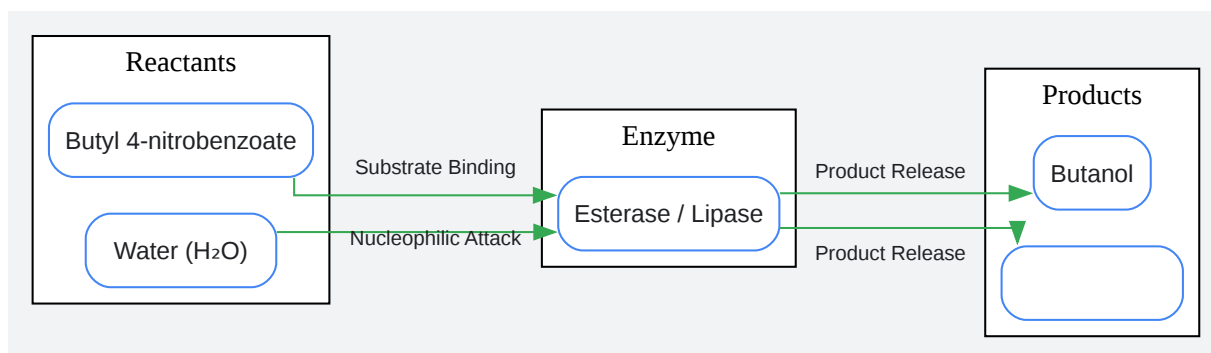 Reactants
Butyl 4-nitrobenzoate
Water (H₂O)
Substrate Binding
Nucleophilic Attack
Enzyme
Esterase / Lipase
Product Release
Product Release
Products
Butanol